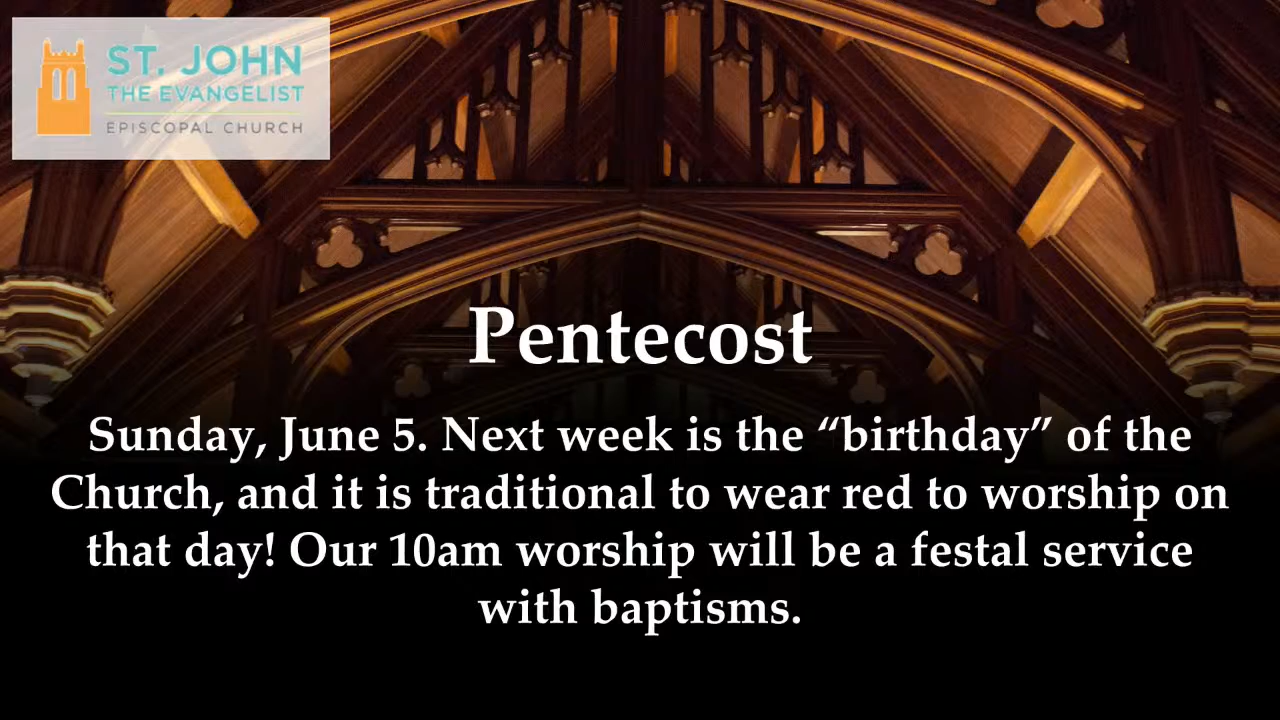 ST. JOHN
THE EVANGELIST
EPISCOPAL CHURCH
Pentecost
Sunday, June 5. Next week is the “birthday” of the
Church, and it is traditional to wear red to worship on
that day! Our 10am worship will be a festal service
with baptisms.